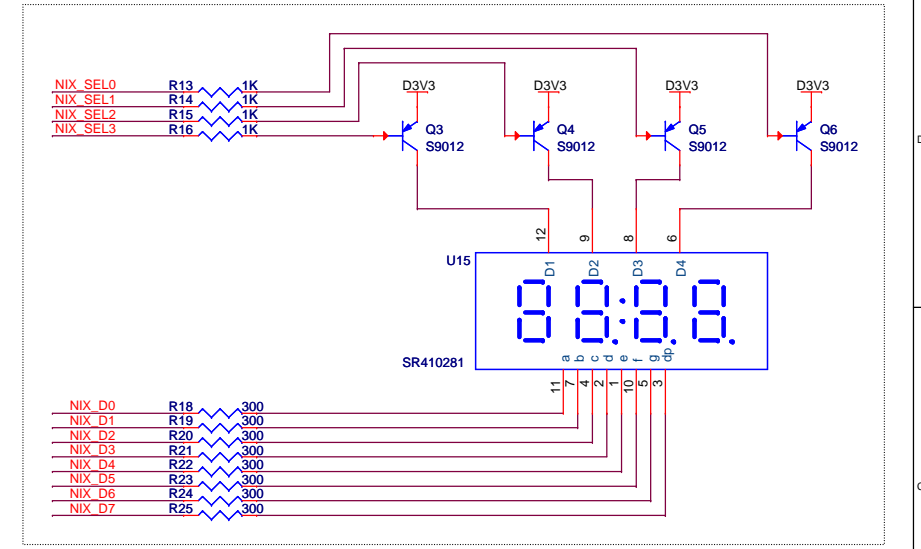 NIX_SEL0 R13 1K
NIX_SEL1 R14 1K
NIX_SEL2 R15 1K
NIX_SEL3 R16 1K
D3V3 D3V3 D3V3 D3V3
Q3 Q4 Q5 Q6
S9012 S9012 S9012 S9012
12 9 8 6
U15
D1 D2 D3 D4
SR410281
a b c d e f g dp
11 7 4 2 1 10 5 3
NIX_D0 R18 300
NIX_D1 R19 300
NIX_D2 R20 300
NIX_D3 R21 300
NIX_D4 R22 300
NIX_D5 R23 300
NIX_D6 R24 300
NIX_D7 R25 300